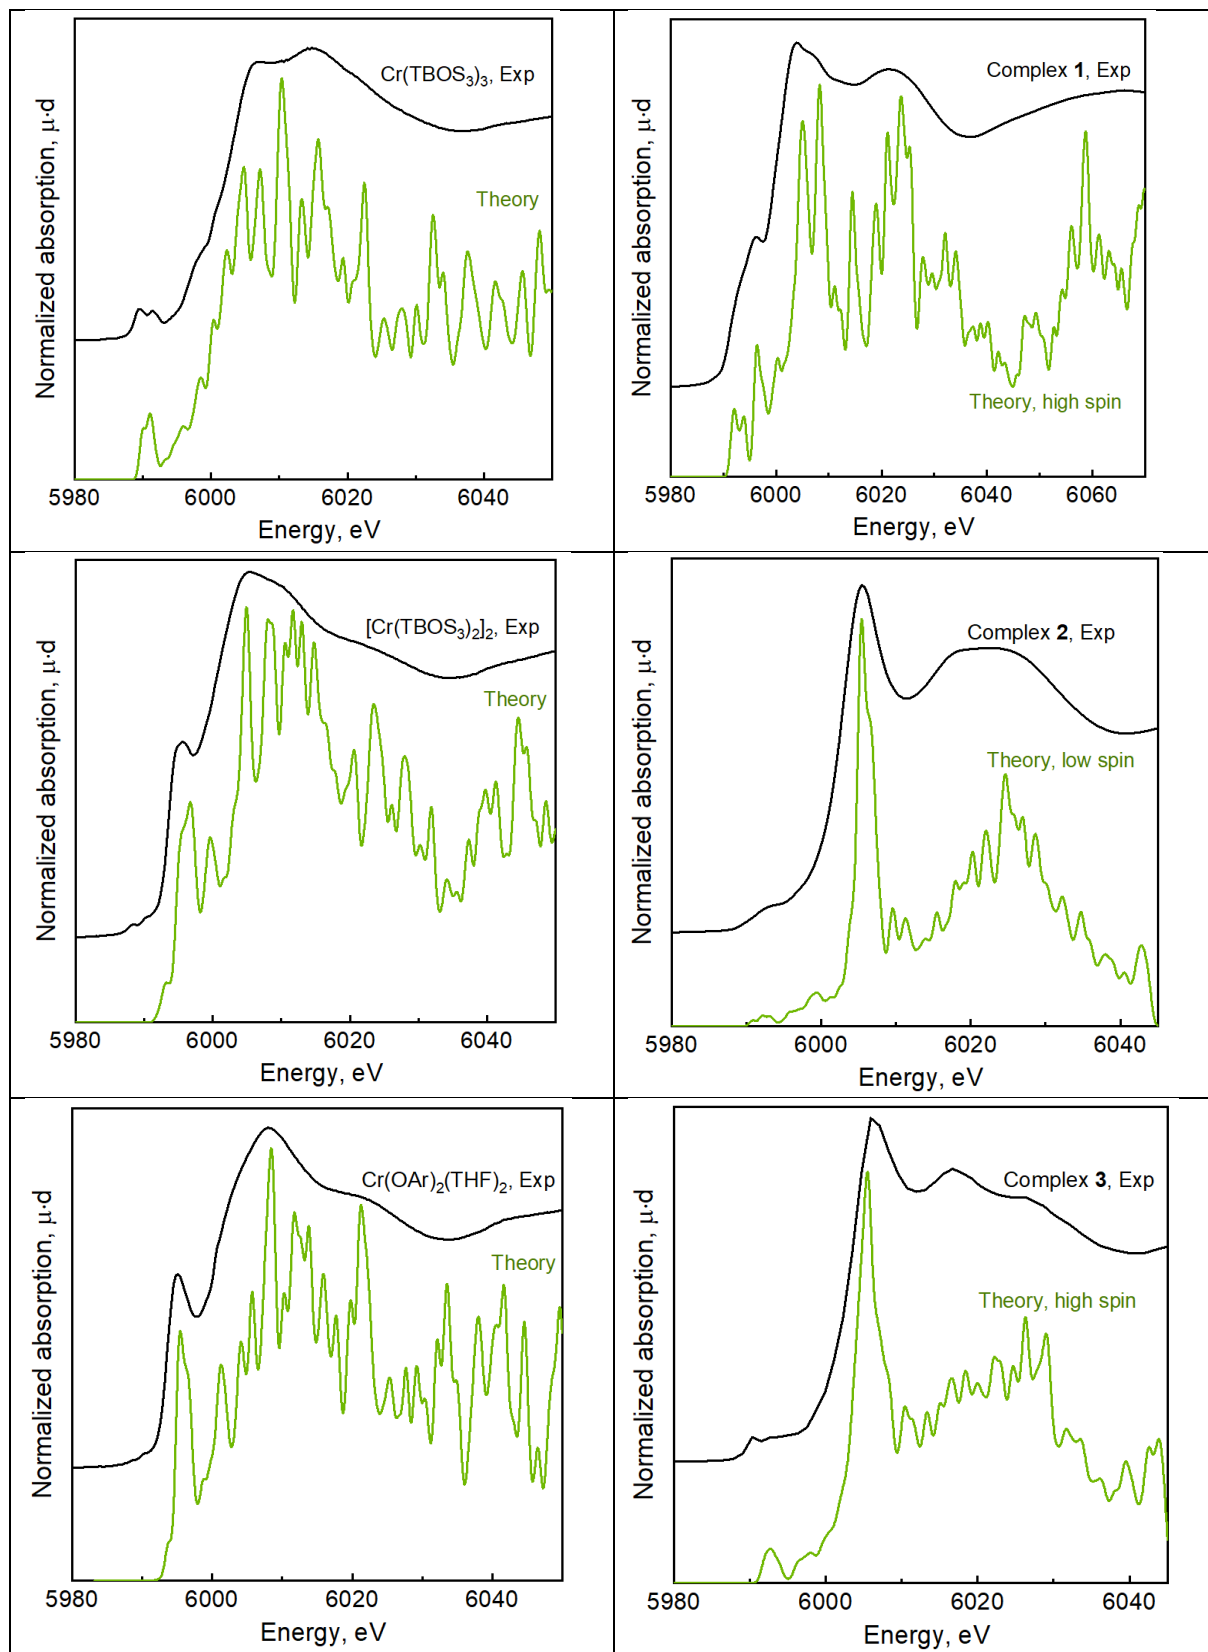 Normalized absorption, μ·d
Cr(TBOS₃)₃, Exp
Theory
5980 6000 6020 6040
Energy, eV
Normalized absorption, μ·d
Complex 1, Exp
Theory, high spin
5980 6000 6020 6040 6060
Energy, eV
Normalized absorption, μ·d
[Cr(TBOS₃)₂]₂, Exp
Theory
5980 6000 6020 6040
Energy, eV
Normalized absorption, μ·d
Complex 2, Exp
Theory, low spin
5980 6000 6020 6040
Energy, eV
Normalized absorption, μ·d
Cr(OAr)₂(THF)₂, Exp
Theory
5980 6000 6020 6040
Energy, eV
Normalized absorption, μ·d
Complex 3, Exp
Theory, high spin
5980 6000 6020 6040
Energy, eV